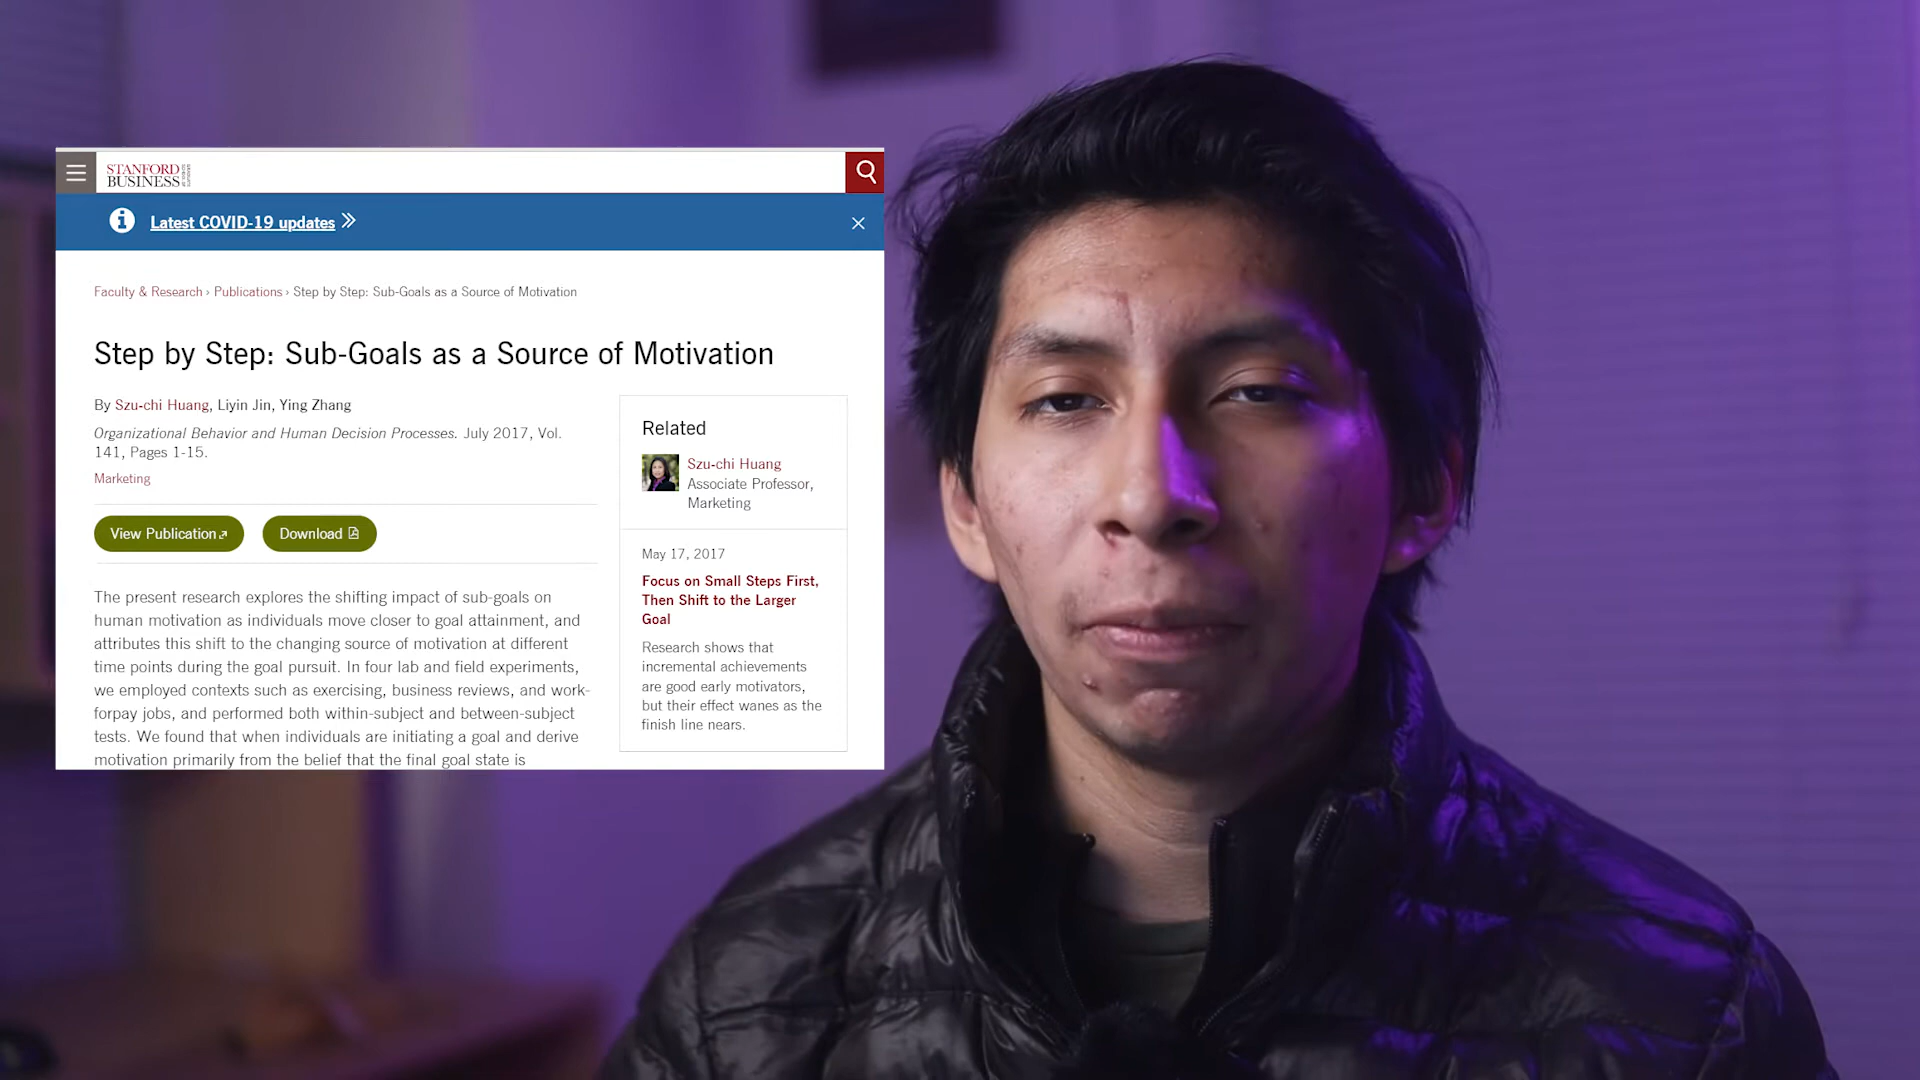 STANFORD
BUSINESS
Latest COVID-19 updates
Faculty & Research › Publications › Step by Step: Sub-Goals as a Source of Motivation
Step by Step: Sub-Goals as a Source of Motivation
By Szu-chi Huang, Liyin Jin, Ying Zhang
Organizational Behavior and Human Decision Processes. July 2017, Vol.
141, Pages 1-15.
Marketing
View Publication
Download
The present research explores the shifting impact of sub-goals on
human motivation as individuals move closer to goal attainment, and
attributes this shift to the changing source of motivation at different
time points during the goal pursuit. In four lab and field experiments,
we employed contexts such as exercising, business reviews, and work-
forpay jobs, and performed both within-subject and between-subject
tests. We found that when individuals are initiating a goal and derive
motivation primarily from the belief that the final goal state is
Related
Szu-chi Huang
Associate Professor,
Marketing
May 17, 2017
Focus on Small Steps First,
Then Shift to the Larger
Goal
Research shows that
incremental achievements
are good early motivators,
but their effect wanes as the
finish line nears.